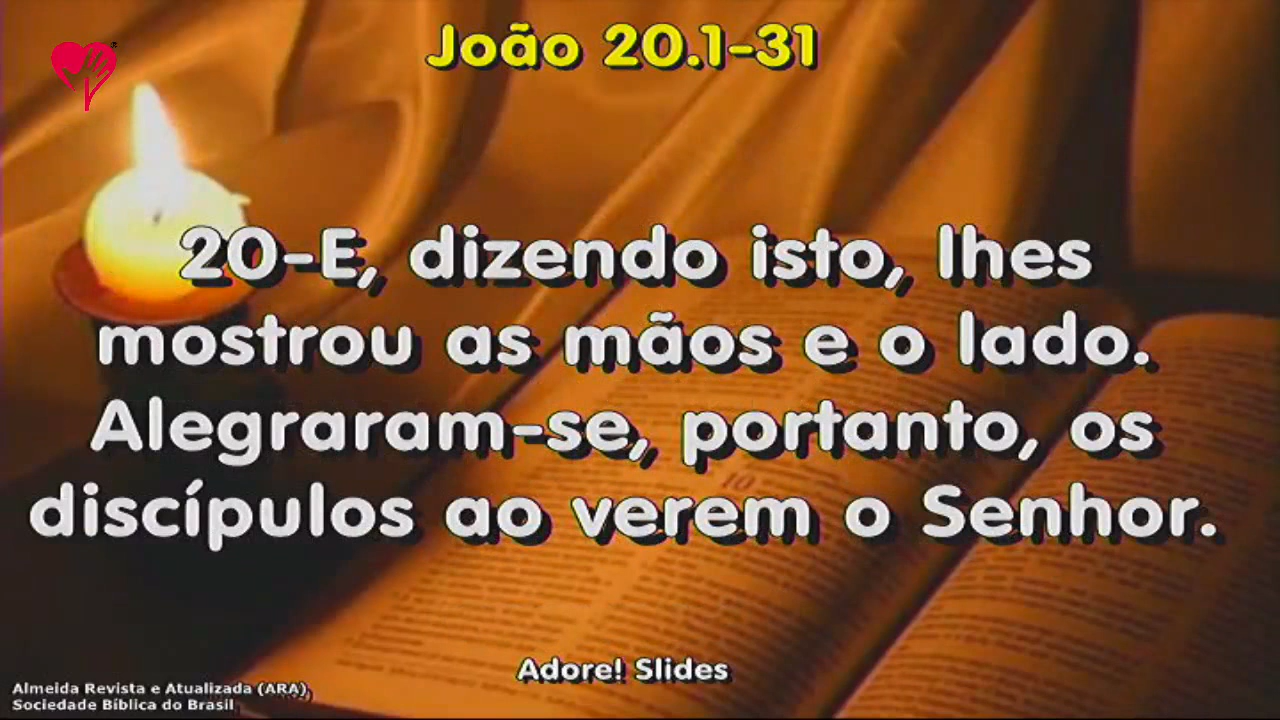 João 20.1-31
20-E, dizendo isto, lhes
mostrou as mãos e o lado.
Alegraram-se, portanto, os
discípulos ao verem o Senhor.
Adore! Slides
Almeida Revista e Atualizada (ARA)
Sociedade Bíblica do Brasil